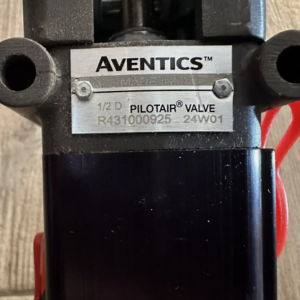 AVENTICS™
1/2 D PILOTAIR® VALVE
R431000925 24W01